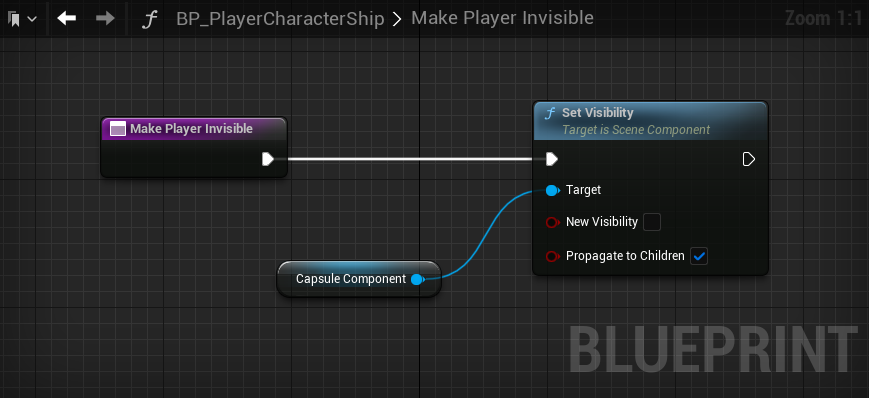 BP_PlayerCharacterShip > Make Player Invisible
Zoom 1:1
Make Player Invisible
Set Visibility
Target is Scene Component
Target
New Visibility
Propagate to Children
Capsule Component
BLUEPRINT